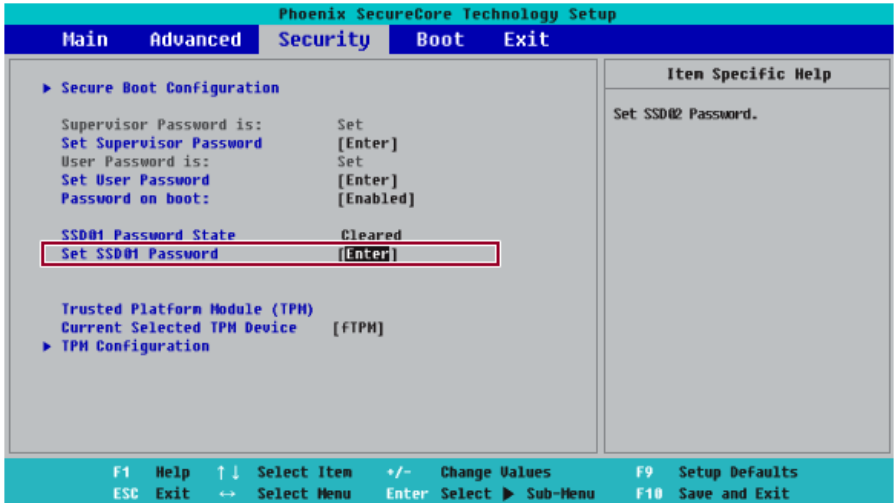 Phoenix SecureCore Technology Setup
Main Advanced Security Boot Exit
Item Specific Help
▶ Secure Boot Configuration
Set SSD02 Password.
Supervisor Password is: Set
Set Supervisor Password [Enter]
User Password is: Set
Set User Password [Enter]
Password on boot: [Enabled]
SSD01 Password State Cleared
Set SSD01 Password [Enter]
Trusted Platform Module (TPM)
Current Selected TPM Device [fTPM]
▶ TPM Configuration
F1 Help ↑↓ Select Item +/- Change Values F9 Setup Defaults
ESC Exit ↔ Select Menu Enter Select ▶ Sub-Menu F10 Save and Exit